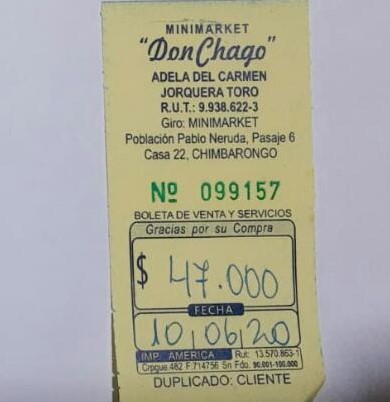 MINIMARKET
"Don Chago"
ADELA DEL CARMEN
JORQUERA TORO
R.U.T.: 9.938.622-3
Giro: MINIMARKET
Población Pablo Neruda, Pasaje 6
Casa 22, CHIMBARONGO
Nº 099157
BOLETA DE VENTA Y SERVICIOS
Gracias por su Compra
$ 47.000
FECHA
10,06,20
IMP. AMERICA Rut: 13.570.863-1
482 F:714756 Sn Fdo. 90.001-100.000
DUPLICADO: CLIENTE